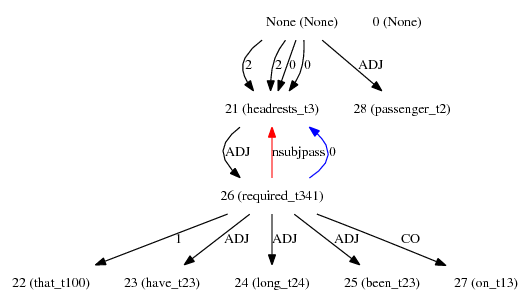 None (None) 0 (None)
2 2 0 0 ADJ
21 (headrests_t3) 28 (passenger_t2)
ADJ nsubjpass 0
26 (required_t341)
1 ADJ ADJ ADJ CO
22 (that_t100) 23 (have_t23) 24 (long_t24) 25 (been_t23) 27 (on_t13)